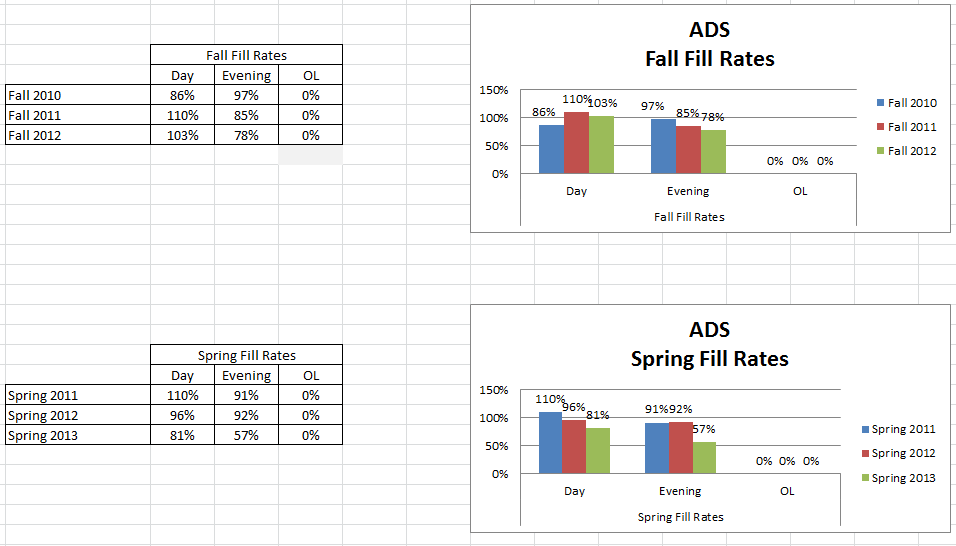 Fall Fill Rates
Day Evening OL
Fall 2010 86% 97% 0%
Fall 2011 110% 85% 0%
Fall 2012 103% 78% 0%
ADS
Fall Fill Rates
150%
100%
50%
0%
86% 110% 103% 97% 85% 78% 0% 0% 0%
Day Evening OL
Fall Fill Rates
Fall 2010
Fall 2011
Fall 2012
Spring Fill Rates
Day Evening OL
Spring 2011 110% 91% 0%
Spring 2012 96% 92% 0%
Spring 2013 81% 57% 0%
ADS
Spring Fill Rates
150%
100%
50%
0%
110% 96% 81% 91% 92% 57% 0% 0% 0%
Day Evening OL
Spring Fill Rates
Spring 2011
Spring 2012
Spring 2013